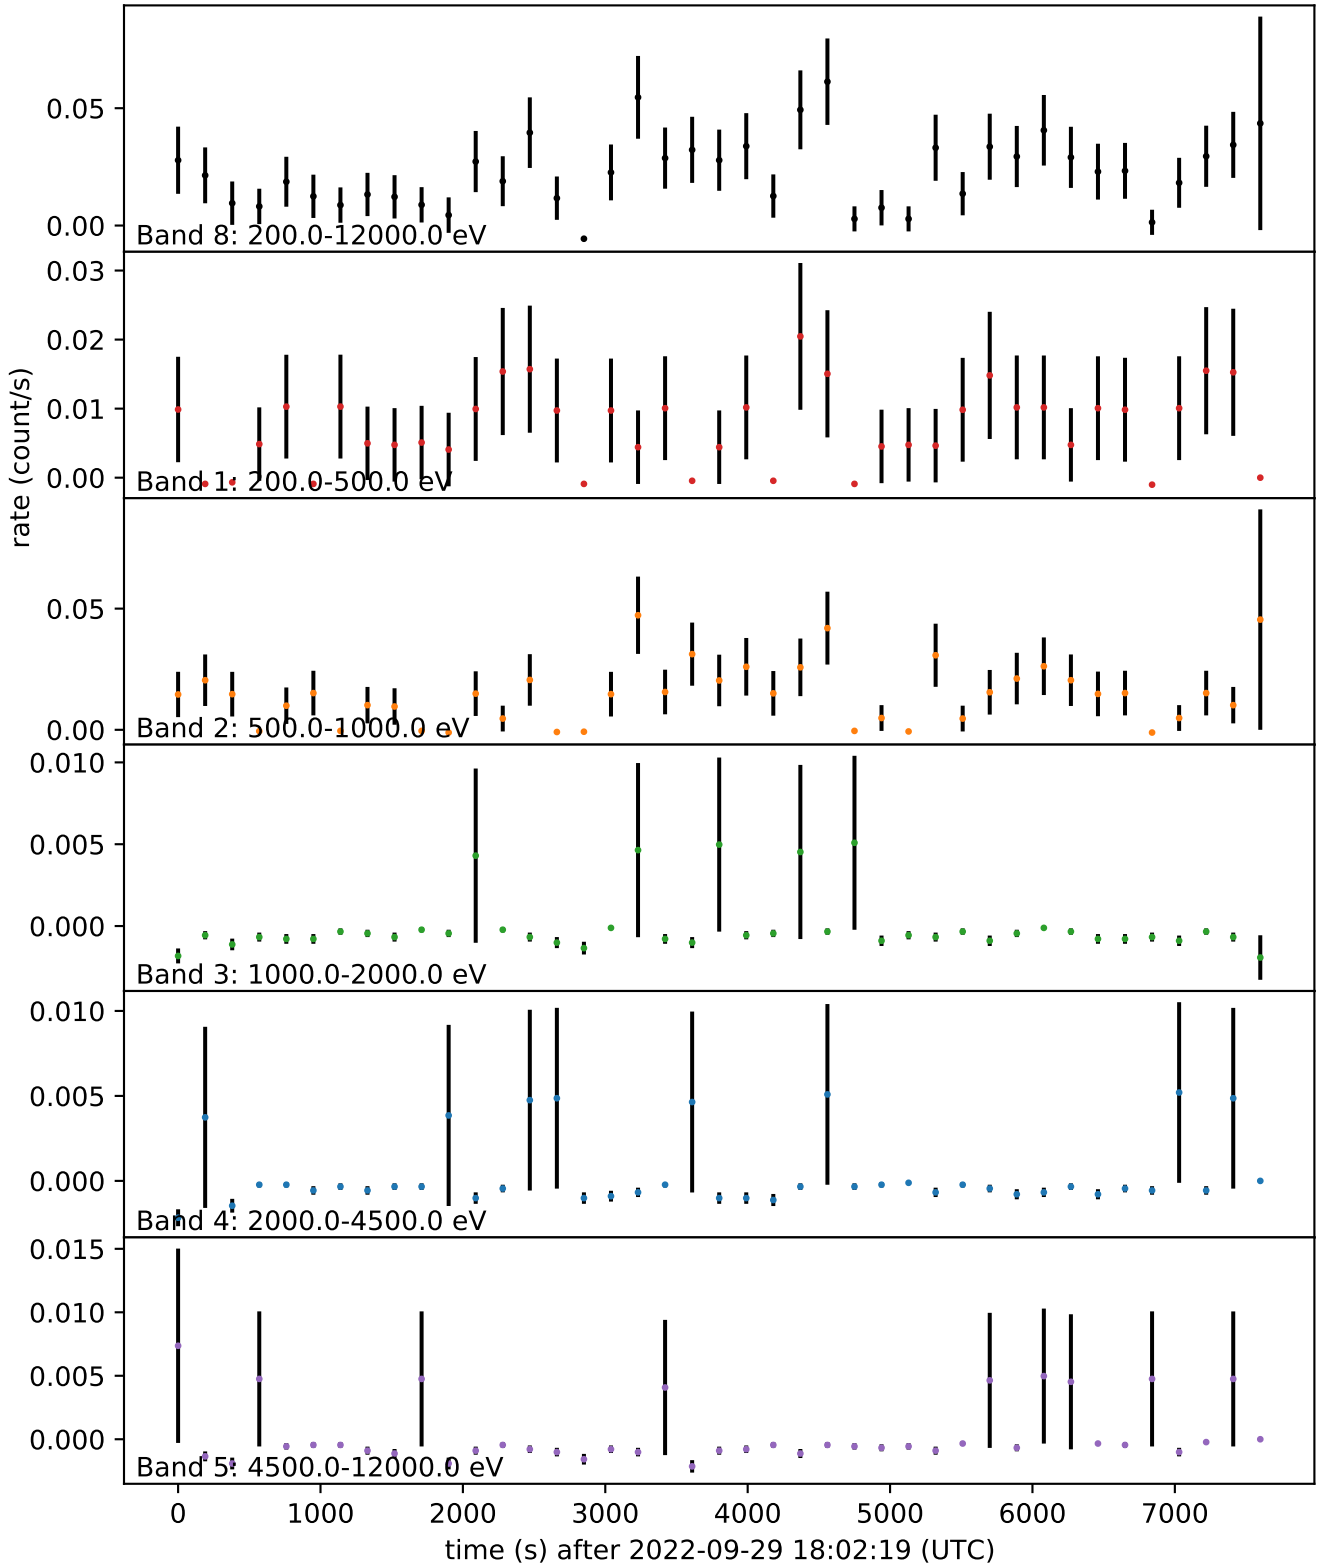 0.05
0.00
Band 8: 200.0-12000.0 eV
0.03
0.02
0.01
0.00
Band 1: 200.0-500.0 eV
rate (count/s)
0.05
0.00
Band 2: 500.0-1000.0 eV
0.010
0.005
0.000
Band 3: 1000.0-2000.0 eV
0.010
0.005
0.000
Band 4: 2000.0-4500.0 eV
0.015
0.010
0.005
0.000
Band 5: 4500.0-12000.0 eV
0 1000 2000 3000 4000 5000 6000 7000
time (s) after 2022-09-29 18:02:19 (UTC)